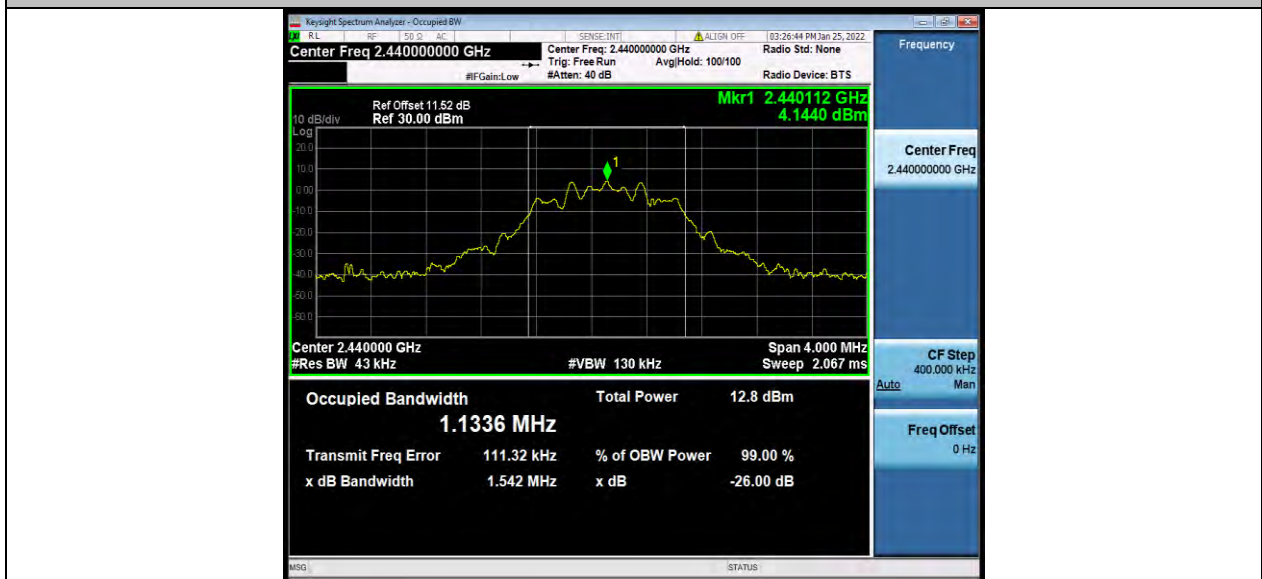 Keysight Spectrum Analyzer - Occupied BW
RL RF 50 Ω AC SENSE:INT ALIGN OFF 03:26:44 PM Jan 25, 2022
Center Freq 2.440000000 GHz
Center Freq: 2.440000000 GHz Radio Std: None
Trig: Free Run Avg|Hold: 100/100
#IFGain:Low #Atten: 40 dB Radio Device: BTS
Frequency
Mkr1 2.440112 GHz
4.1440 dBm
Ref Offset 11.52 dB
10 dB/div Ref 30.00 dBm
Log
20.0
10.0
0.00
-10.0
-20.0
-30.0
-40.0
-50.0
-60.0
1
Center 2.440000 GHz Span 4.000 MHz
#Res BW 43 kHz #VBW 130 kHz Sweep 2.067 ms
Center Freq
2.440000000 GHz
CF Step
400.000 kHz
Auto Man
Freq Offset
0 Hz
Occupied Bandwidth Total Power 12.8 dBm
1.1336 MHz
Transmit Freq Error 111.32 kHz % of OBW Power 99.00 %
x dB Bandwidth 1.542 MHz x dB -26.00 dB
MSG STATUS